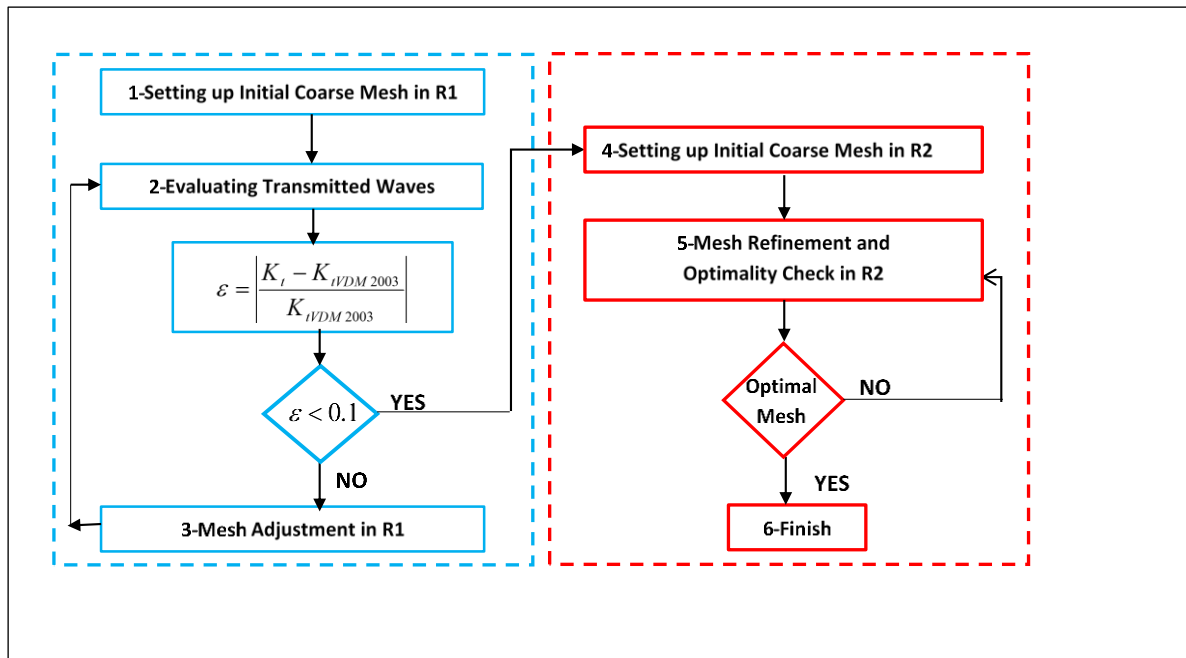 1-Setting up Initial Coarse Mesh in R1
2-Evaluating Transmitted Waves
ε = |(K_t − K_tVDM 2003) / K_tVDM 2003|
ε < 0.1
YES
NO
3-Mesh Adjustment in R1
4-Setting up Initial Coarse Mesh in R2
5-Mesh Refinement and
Optimality Check in R2
Optimal
Mesh
NO
YES
6-Finish